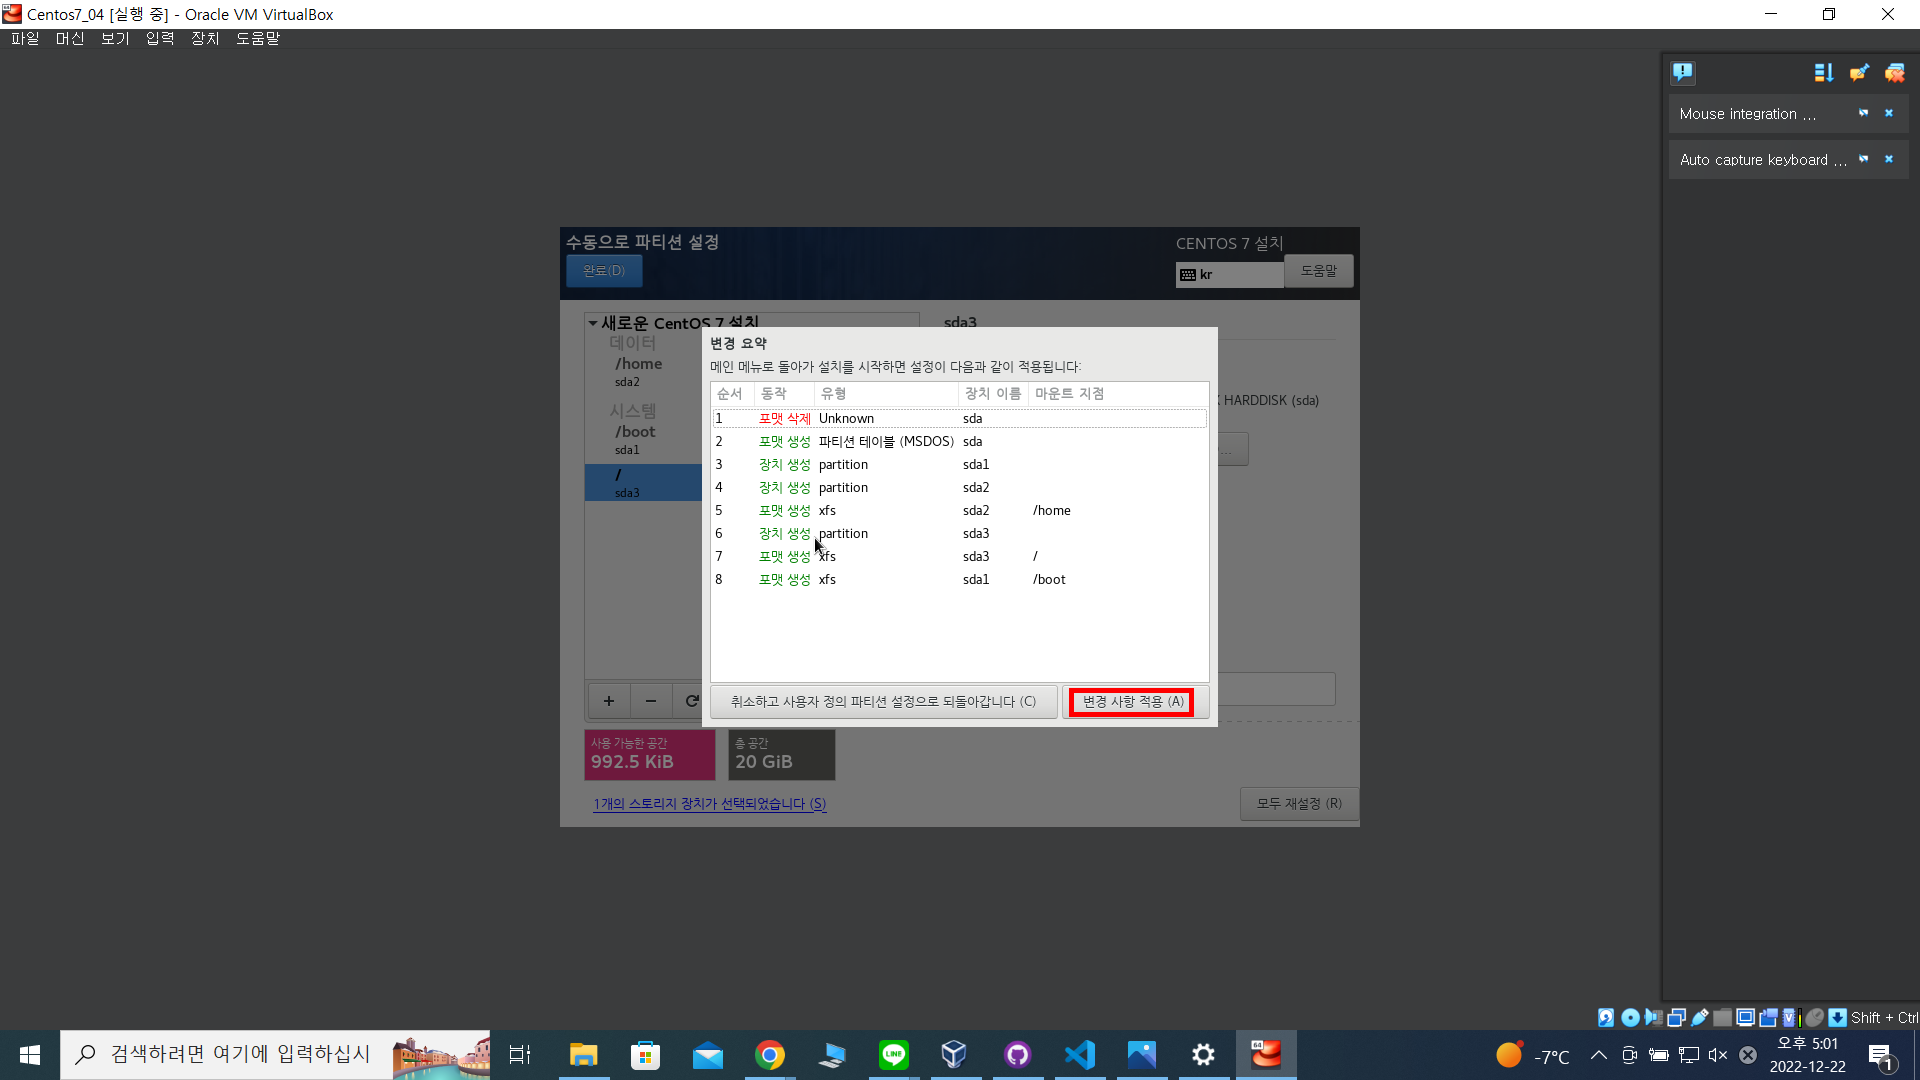 Centos7_04 [실행 중] - Oracle VM VirtualBox
파일 머신 보기 입력 장치 도움말
Mouse integration ...
Auto capture keyboard ...
수동으로 파티션 설정
CENTOS 7 설치
완료(D)
kr
도움말
새로운 CentOS 7 설치
데이터
/home
sda2
시스템
/boot
sda1
/
sda3
sda3
HARDDISK (sda)
변경 요약
메인 메뉴로 돌아가 설치를 시작하면 설정이 다음과 같이 적용됩니다:
순서 동작 유형 장치 이름 마운트 지점
1 포맷 삭제 Unknown sda
2 포맷 생성 파티션 테이블 (MSDOS) sda
3 장치 생성 partition sda1
4 장치 생성 partition sda2
5 포맷 생성 xfs sda2 /home
6 장치 생성 partition sda3
7 포맷 생성 xfs sda3 /
8 포맷 생성 xfs sda1 /boot
취소하고 사용자 정의 파티션 설정으로 되돌아갑니다 (C)
변경 사항 적용 (A)
사용 가능한 공간
992.5 KiB
총 공간
20 GiB
1개의 스토리지 장치가 선택되었습니다 (S)
모두 재설정 (R)
Shift + Ctrl
검색하려면 여기에 입력하십시
LINE
64
-7°C
오후 5:01
2022-12-22
1